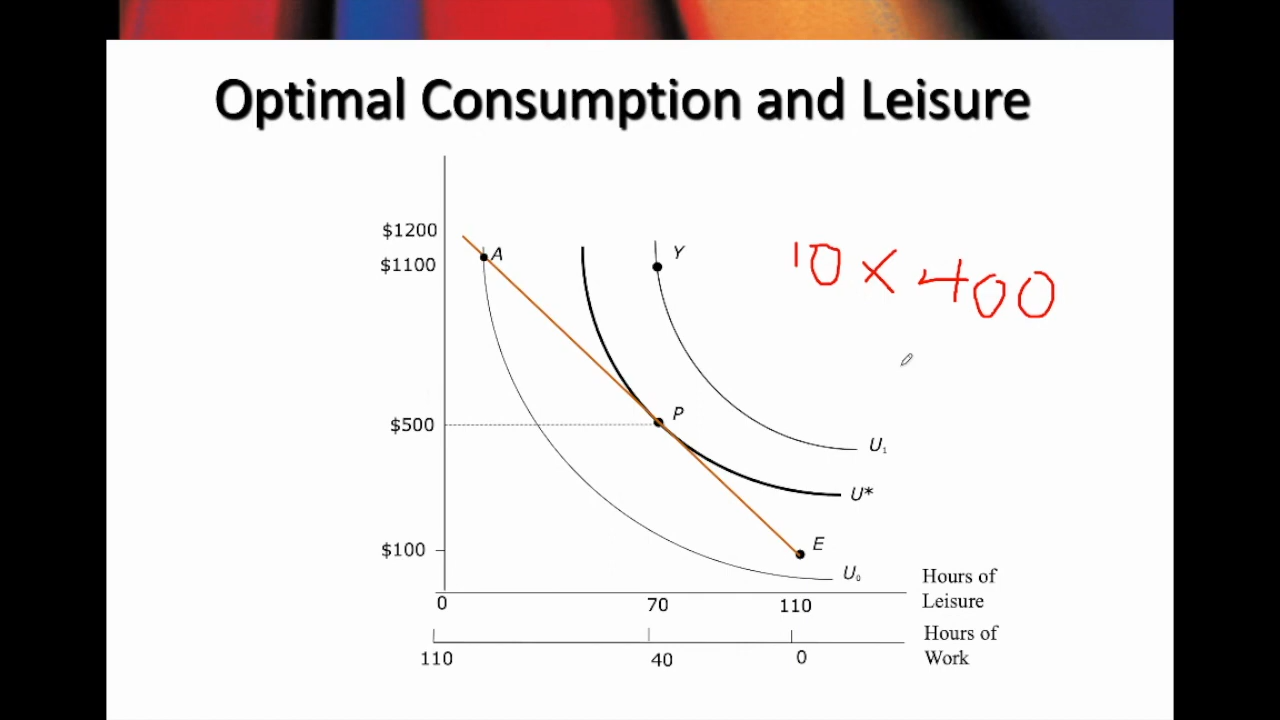 Optimal Consumption and Leisure
$1200
$1100
A
Y
10 x 400
$500
P
U₁
U*
$100
E
U₀
0
70
110
Hours of
Leisure
110
40
0
Hours of
Work